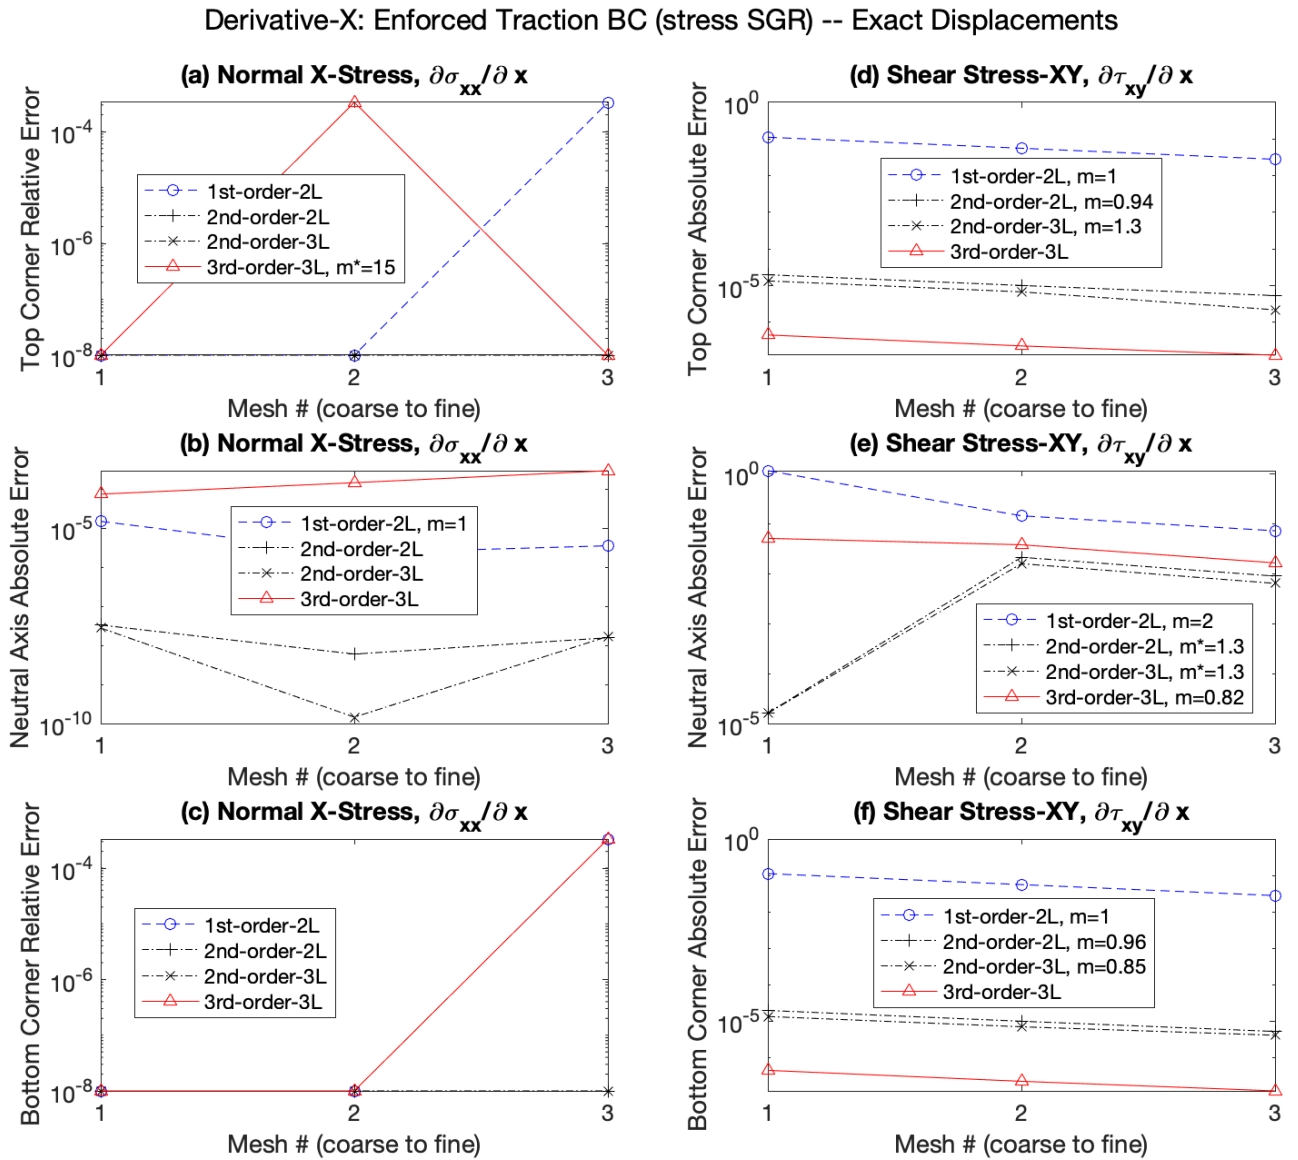 Derivative-X: Enforced Traction BC (stress SGR) -- Exact Displacements
(a) Normal X-Stress, ∂σ_xx/∂ x
Top Corner Relative Error
10^-4
10^-6
10^-8
1st-order-2L
2nd-order-2L
2nd-order-3L
3rd-order-3L, m*=15
1 2 3
Mesh # (coarse to fine)
(d) Shear Stress-XY, ∂τ_xy/∂ x
Top Corner Absolute Error
10^0
10^-5
1st-order-2L, m=1
2nd-order-2L, m=0.94
2nd-order-3L, m=1.3
3rd-order-3L
1 2 3
Mesh # (coarse to fine)
(b) Normal X-Stress, ∂σ_xx/∂ x
Neutral Axis Absolute Error
10^-5
10^-10
1st-order-2L, m=1
2nd-order-2L
2nd-order-3L
3rd-order-3L
1 2 3
Mesh # (coarse to fine)
(e) Shear Stress-XY, ∂τ_xy/∂ x
Neutral Axis Absolute Error
10^0
10^-5
1st-order-2L, m=2
2nd-order-2L, m*=1.3
2nd-order-3L, m*=1.3
3rd-order-3L, m=0.82
1 2 3
Mesh # (coarse to fine)
(c) Normal X-Stress, ∂σ_xx/∂ x
Bottom Corner Relative Error
10^-4
10^-6
10^-8
1st-order-2L
2nd-order-2L
2nd-order-3L
3rd-order-3L
1 2 3
Mesh # (coarse to fine)
(f) Shear Stress-XY, ∂τ_xy/∂ x
Bottom Corner Absolute Error
10^0
10^-5
1st-order-2L, m=1
2nd-order-2L, m=0.96
2nd-order-3L, m=0.85
3rd-order-3L
1 2 3
Mesh # (coarse to fine)